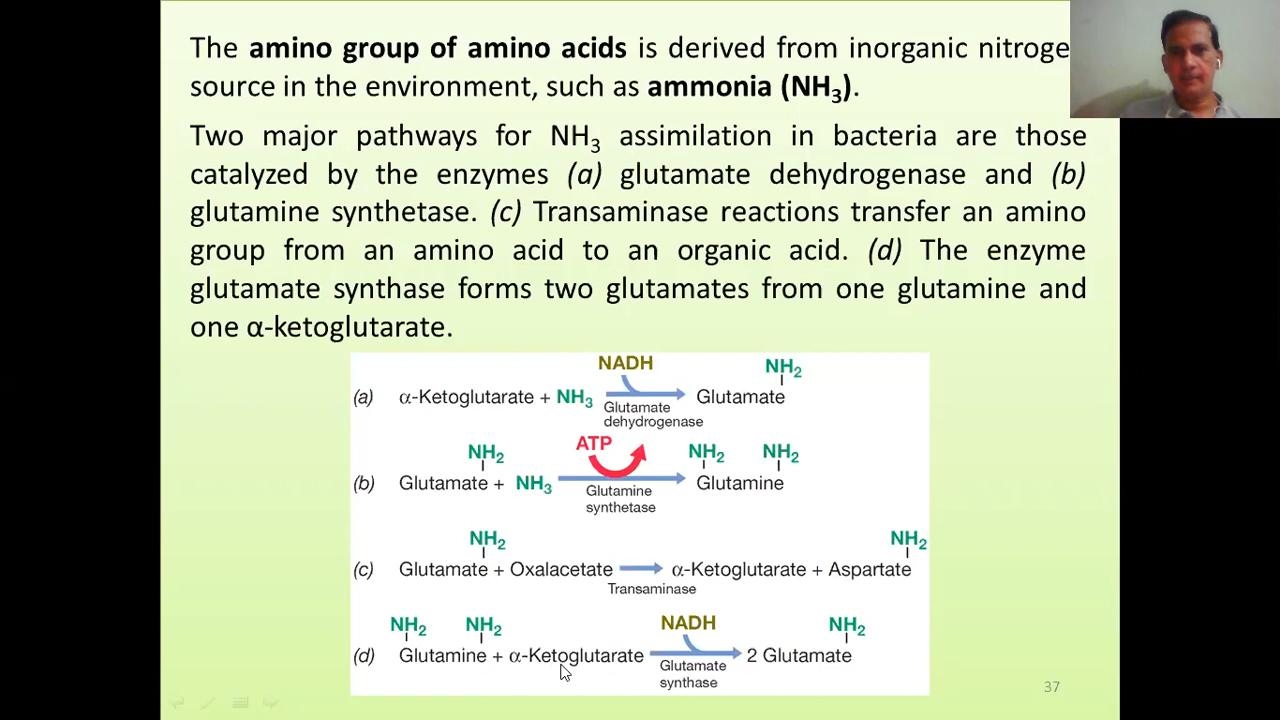 The amino group of amino acids is derived from inorganic nitroge
source in the environment, such as ammonia (NH₃).
Two major pathways for NH₃ assimilation in bacteria are those
catalyzed by the enzymes (a) glutamate dehydrogenase and (b)
glutamine synthetase. (c) Transaminase reactions transfer an amino
group from an amino acid to an organic acid. (d) The enzyme
glutamate synthase forms two glutamates from one glutamine and
one α-ketoglutarate.
NADH NH₂
(a) α-Ketoglutarate + NH₃ Glutamate
Glutamate
dehydrogenase
NH₂ ATP NH₂ NH₂
(b) Glutamate + NH₃ Glutamine
Glutamine
synthetase
NH₂ NH₂
(c) Glutamate + Oxalacetate α-Ketoglutarate + Aspartate
Transaminase
NH₂ NH₂ NADH NH₂
(d) Glutamine + α-Ketoglutarate 2 Glutamate
Glutamate
synthase
37